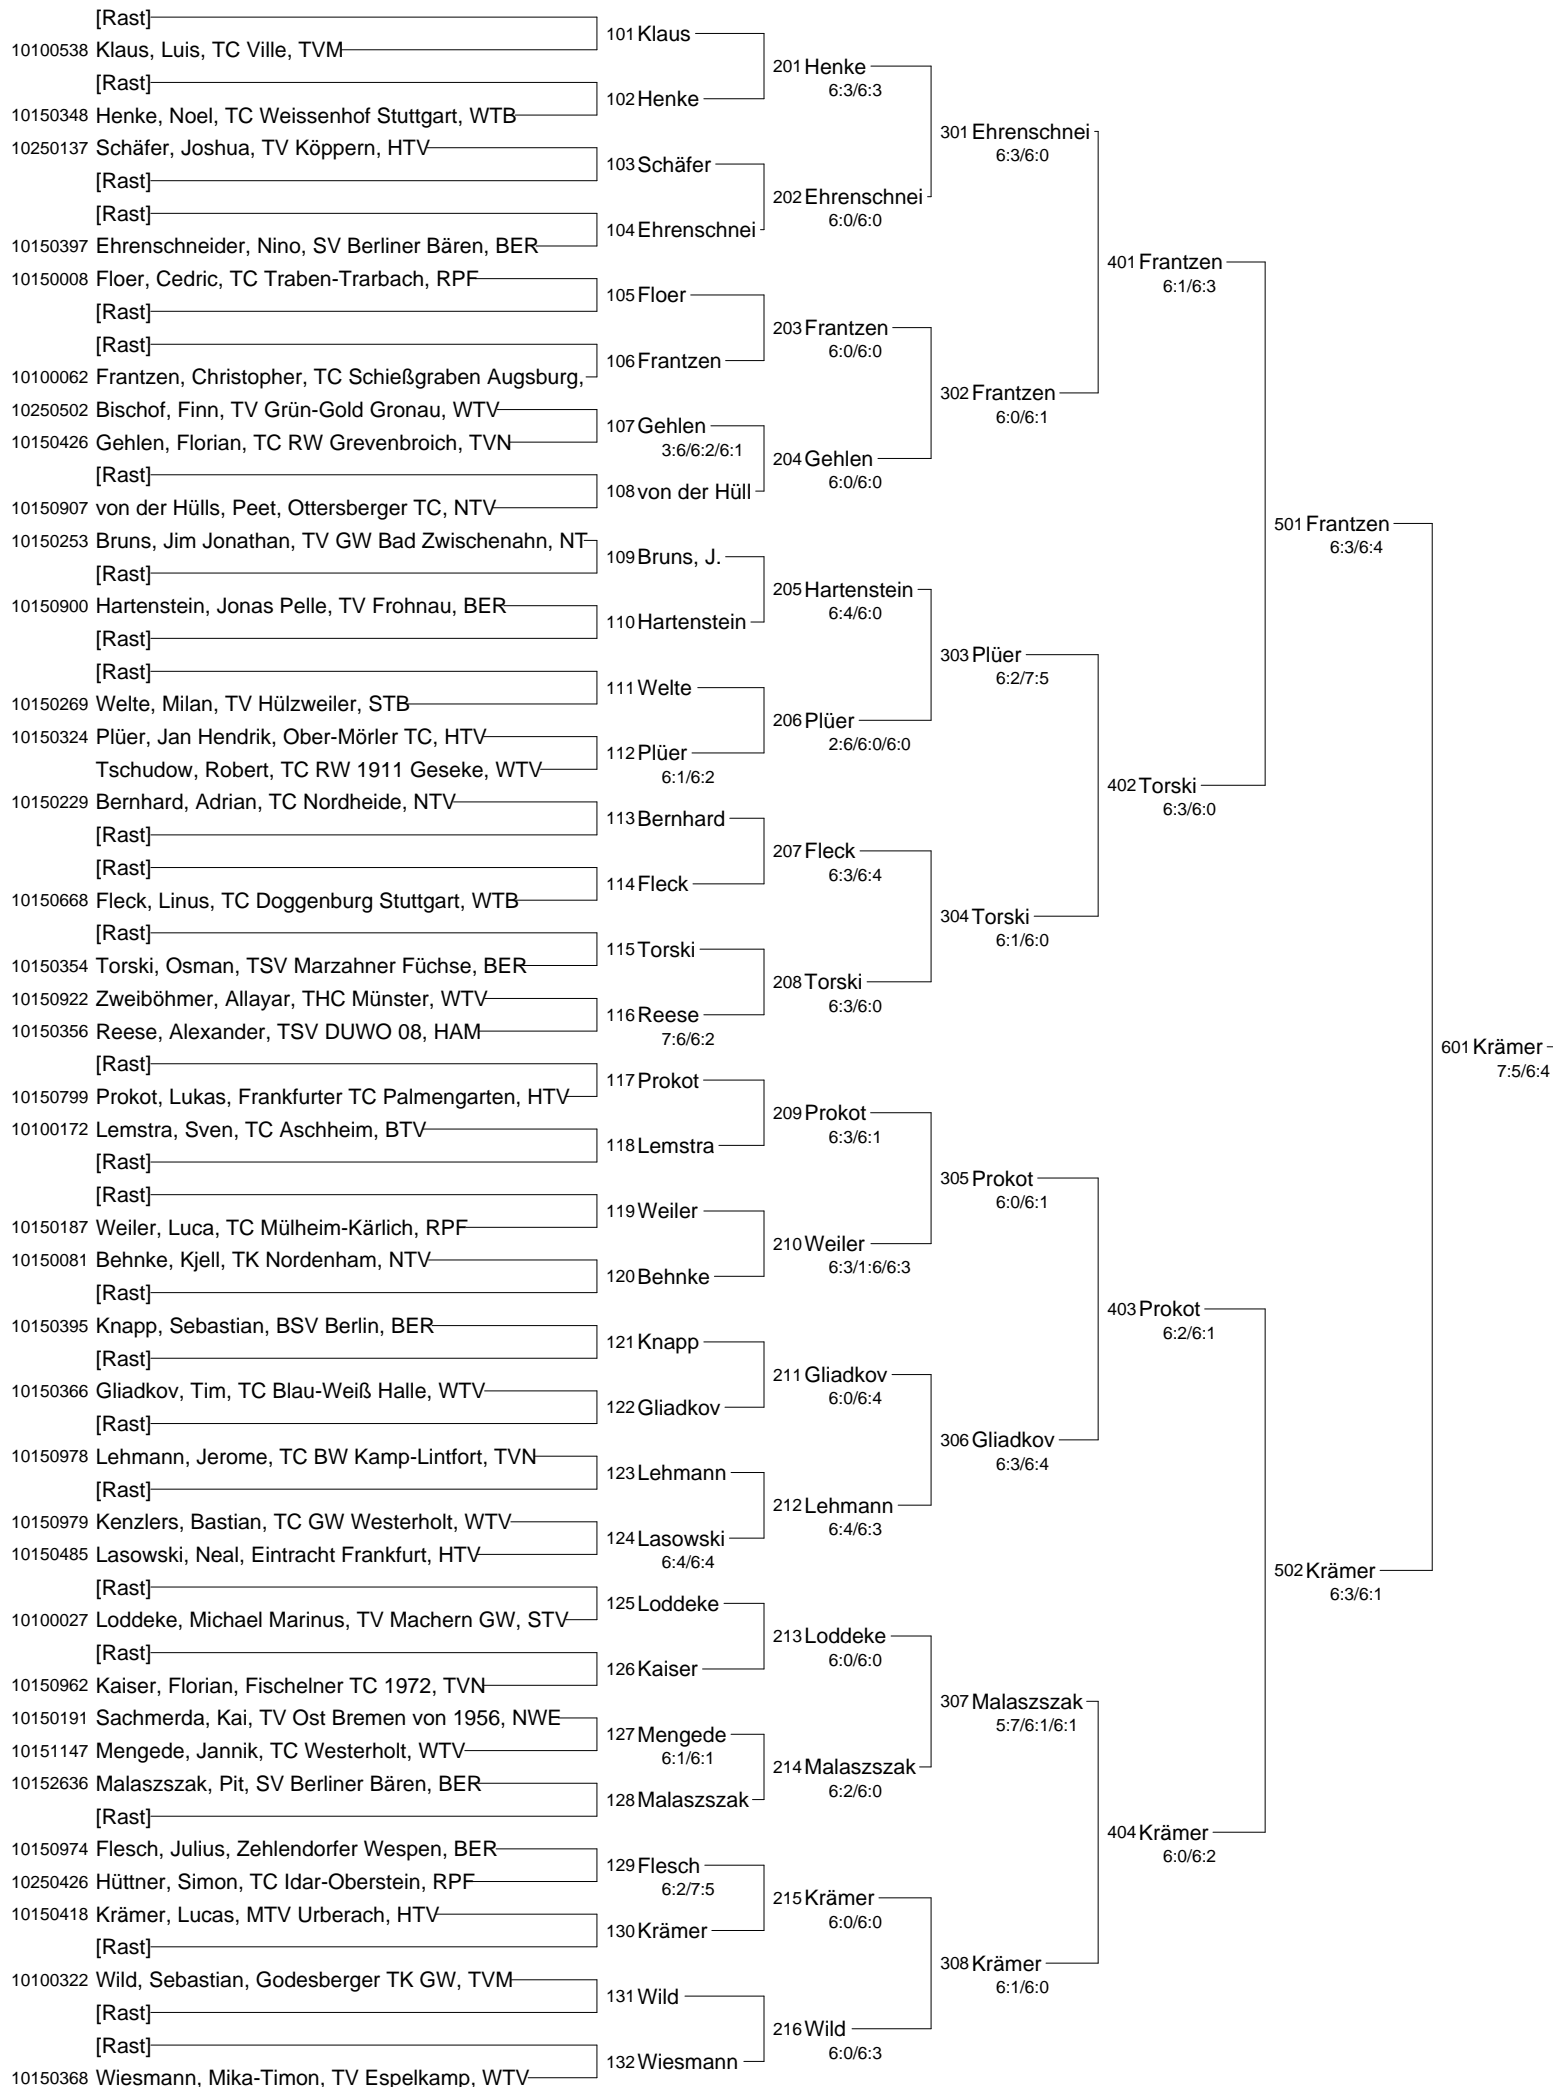 [Rast]
10100538 Klaus, Luis, TC Ville, TVM
[Rast]
10150348 Henke, Noel, TC Weissenhof Stuttgart, WTB
10250137 Schäfer, Joshua, TV Köppern, HTV
[Rast]
[Rast]
10150397 Ehrenschneider, Nino, SV Berliner Bären, BER
10150008 Floer, Cedric, TC Traben-Trarbach, RPF
[Rast]
[Rast]
10100062 Frantzen, Christopher, TC Schießgraben Augsburg,
10250502 Bischof, Finn, TV Grün-Gold Gronau, WTV
10150426 Gehlen, Florian, TC RW Grevenbroich, TVN
[Rast]
10150907 von der Hülls, Peet, Ottersberger TC, NTV
10150253 Bruns, Jim Jonathan, TV GW Bad Zwischenahn, NT
[Rast]
10150900 Hartenstein, Jonas Pelle, TV Frohnau, BER
[Rast]
[Rast]
10150269 Welte, Milan, TV Hülzweiler, STB
10150324 Plüer, Jan Hendrik, Ober-Mörler TC, HTV
Tschudow, Robert, TC RW 1911 Geseke, WTV
10150229 Bernhard, Adrian, TC Nordheide, NTV
[Rast]
[Rast]
10150668 Fleck, Linus, TC Doggenburg Stuttgart, WTB
[Rast]
10150354 Torski, Osman, TSV Marzahner Füchse, BER
10150922 Zweiböhmer, Allayar, THC Münster, WTV
10150356 Reese, Alexander, TSV DUWO 08, HAM
[Rast]
10150799 Prokot, Lukas, Frankfurter TC Palmengarten, HTV
10100172 Lemstra, Sven, TC Aschheim, BTV
[Rast]
[Rast]
10150187 Weiler, Luca, TC Mülheim-Kärlich, RPF
10150081 Behnke, Kjell, TK Nordenham, NTV
[Rast]
10150395 Knapp, Sebastian, BSV Berlin, BER
[Rast]
10150366 Gliadkov, Tim, TC Blau-Weiß Halle, WTV
[Rast]
10150978 Lehmann, Jerome, TC BW Kamp-Lintfort, TVN
[Rast]
10150979 Kenzlers, Bastian, TC GW Westerholt, WTV
10150485 Lasowski, Neal, Eintracht Frankfurt, HTV
[Rast]
10100027 Loddeke, Michael Marinus, TV Machern GW, STV
[Rast]
10150962 Kaiser, Florian, Fischelner TC 1972, TVN
10150191 Sachmerda, Kai, TV Ost Bremen von 1956, NWE
10151147 Mengede, Jannik, TC Westerholt, WTV
10152636 Malaszszak, Pit, SV Berliner Bären, BER
[Rast]
10150974 Flesch, Julius, Zehlendorfer Wespen, BER
10250426 Hüttner, Simon, TC Idar-Oberstein, RPF
10150418 Krämer, Lucas, MTV Urberach, HTV
[Rast]
10100322 Wild, Sebastian, Godesberger TK GW, TVM
[Rast]
[Rast]
10150368 Wiesmann, Mika-Timon, TV Espelkamp, WTV
101 Klaus
102 Henke
103 Schäfer
104 Ehrenschnei
105 Floer
106 Frantzen
107 Gehlen
3:6/6:2/6:1
108 von der Hüll
109 Bruns, J.
110 Hartenstein
111 Welte
112 Plüer
6:1/6:2
113 Bernhard
114 Fleck
115 Torski
116 Reese
7:6/6:2
117 Prokot
118 Lemstra
119 Weiler
120 Behnke
121 Knapp
122 Gliadkov
123 Lehmann
124 Lasowski
6:4/6:4
125 Loddeke
126 Kaiser
127 Mengede
6:1/6:1
128 Malaszszak
129 Flesch
6:2/7:5
130 Krämer
131 Wild
132 Wiesmann
201 Henke
6:3/6:3
202 Ehrenschnei
6:0/6:0
203 Frantzen
6:0/6:0
204 Gehlen
6:0/6:0
205 Hartenstein
6:4/6:0
206 Plüer
2:6/6:0/6:0
207 Fleck
6:3/6:4
208 Torski
6:3/6:0
209 Prokot
6:3/6:1
210 Weiler
6:3/1:6/6:3
211 Gliadkov
6:0/6:4
212 Lehmann
6:4/6:3
213 Loddeke
6:0/6:0
214 Malaszszak
6:2/6:0
215 Krämer
6:0/6:0
216 Wild
6:0/6:3
301 Ehrenschnei
6:3/6:0
302 Frantzen
6:0/6:1
303 Plüer
6:2/7:5
304 Torski
6:1/6:0
305 Prokot
6:0/6:1
306 Gliadkov
6:3/6:4
307 Malaszszak
5:7/6:1/6:1
308 Krämer
6:1/6:0
401 Frantzen
6:1/6:3
402 Torski
6:3/6:0
403 Prokot
6:2/6:1
404 Krämer
6:0/6:2
501 Frantzen
6:3/6:4
502 Krämer
6:3/6:1
601 Krämer
7:5/6:4